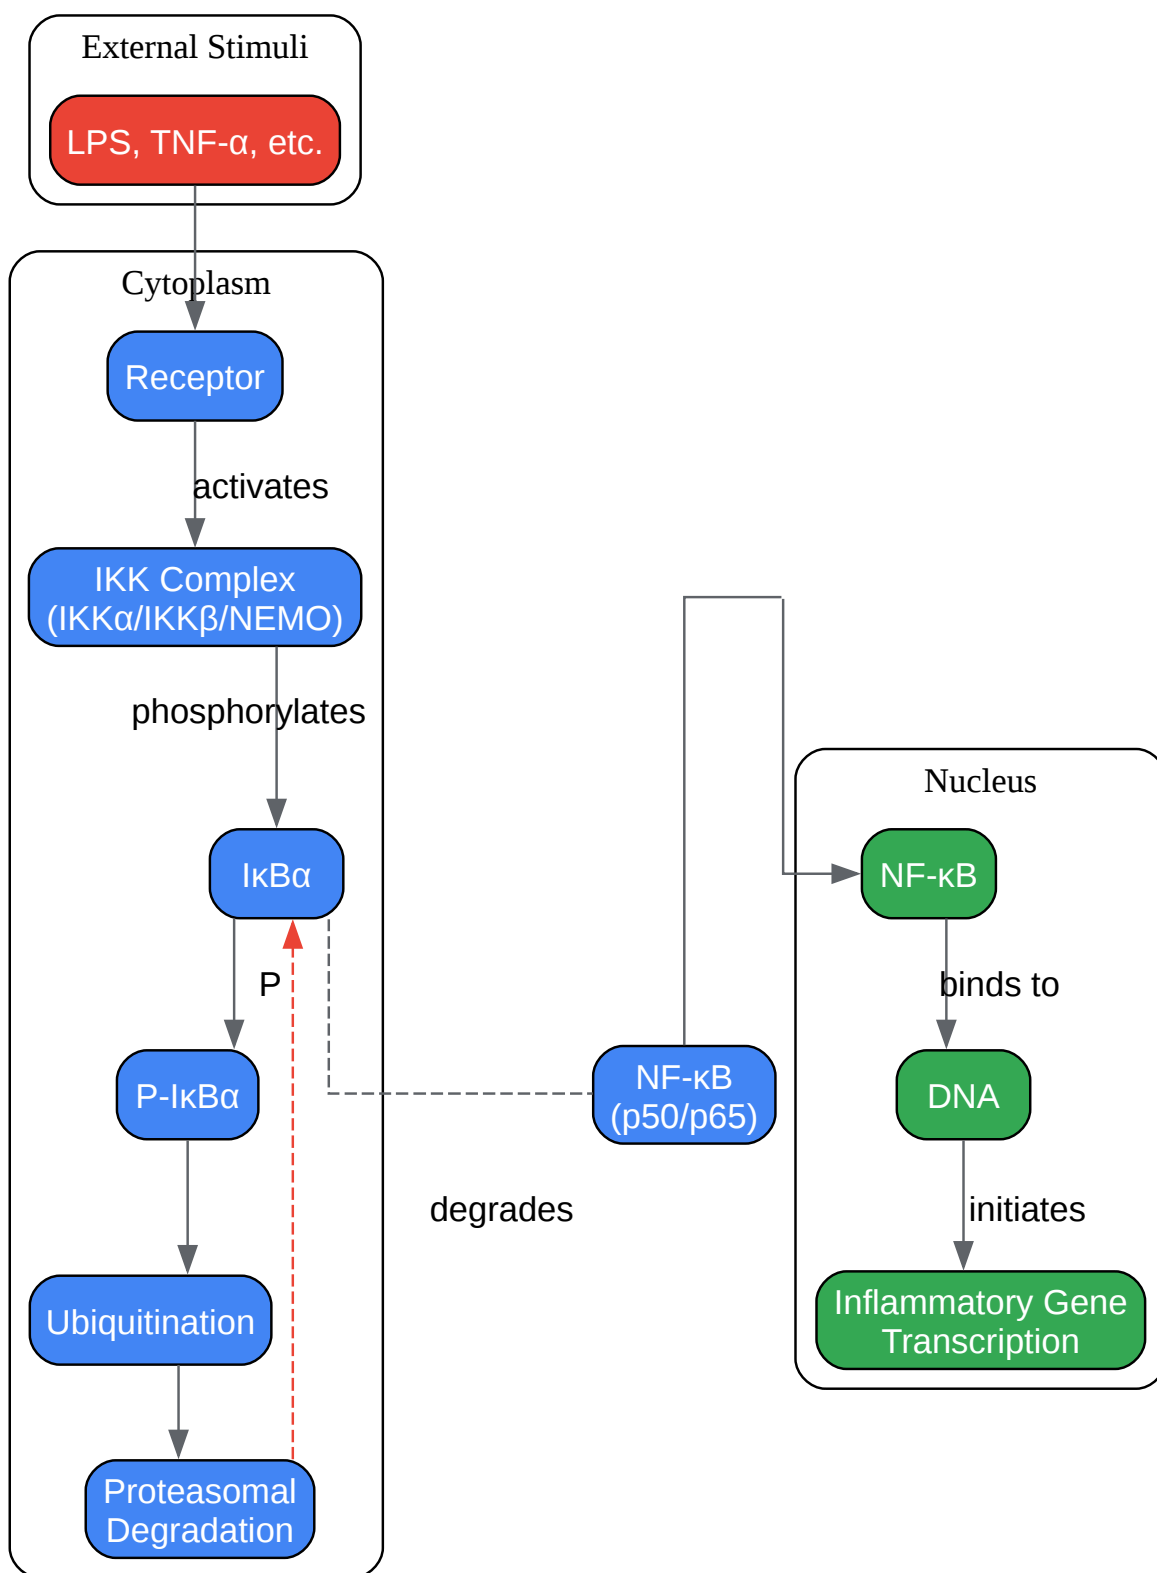 External Stimuli
LPS, TNF-α, etc.
Cytoplasm
Receptor
activates
IKK Complex
(IKKα/IKKβ/NEMO)
phosphorylates
IκBα
P
P-IκBα
Ubiquitination
Proteasomal
Degradation
degrades
NF-κB
(p50/p65)
Nucleus
NF-κB
binds to
DNA
initiates
Inflammatory Gene
Transcription